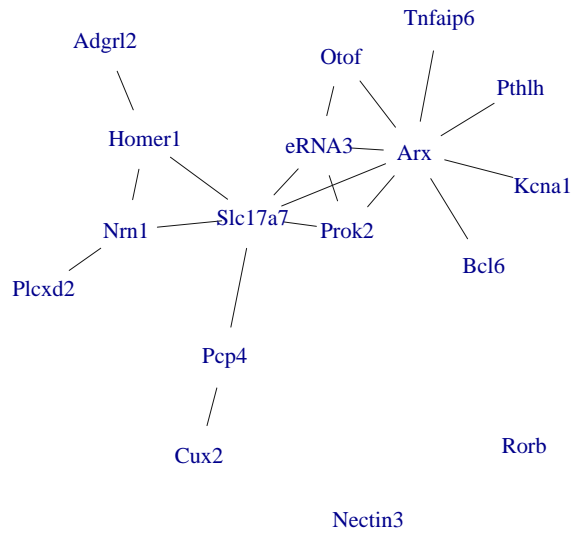 Tnfaip6
Adgrl2
Otof
Pthlh
Homer1
eRNA3
Arx
Kcna1
Slc17a7
Nrn1
Prok2
Bcl6
Plcxd2
Pcp4
Rorb
Cux2
Nectin3